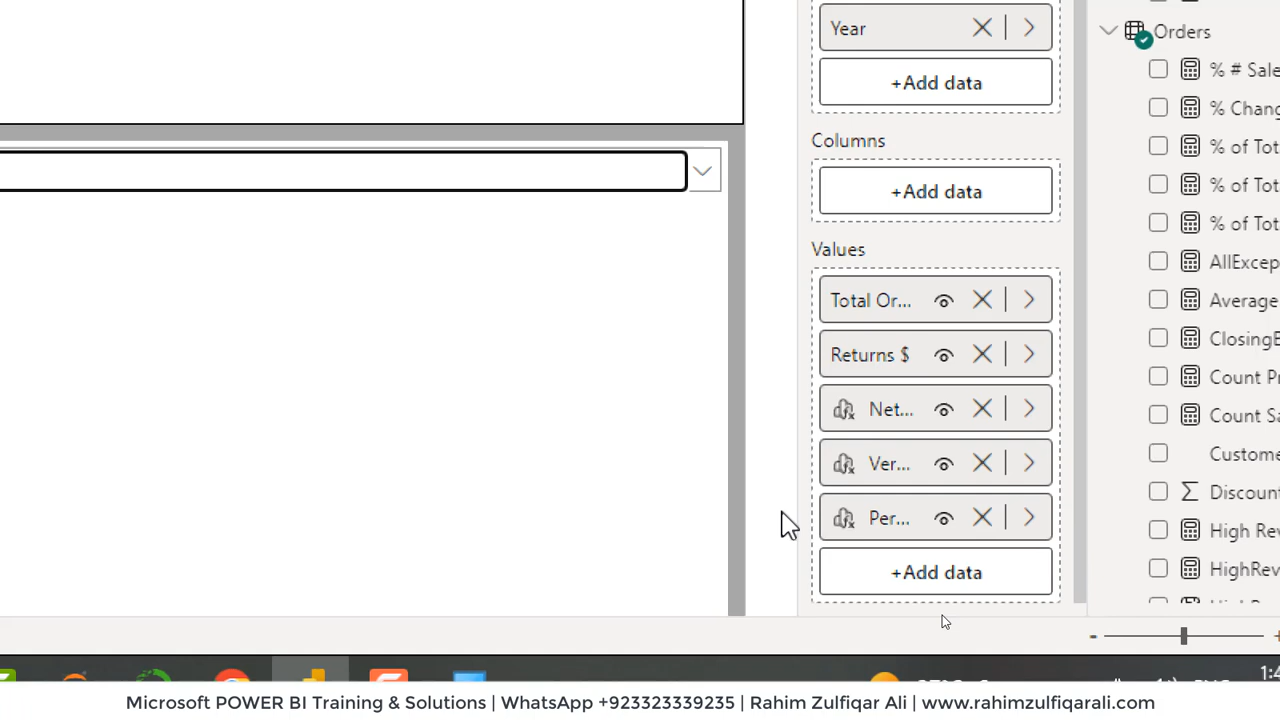 Year
+Add data
Columns
+Add data
Values
Total Or...
Returns $
Net...
Ver...
Per...
+Add data
Orders
% # Sale
% Chang
% of Tot
% of Tot
% of Tot
AllExcep
Average
ClosingB
Count Pr
Count Sa
Custome
Discount
High Rev
HighRev
-
Microsoft POWER BI Training & Solutions | WhatsApp +923323339235 | Rahim Zulfiqar Ali | www.rahimzulfiqarali.com